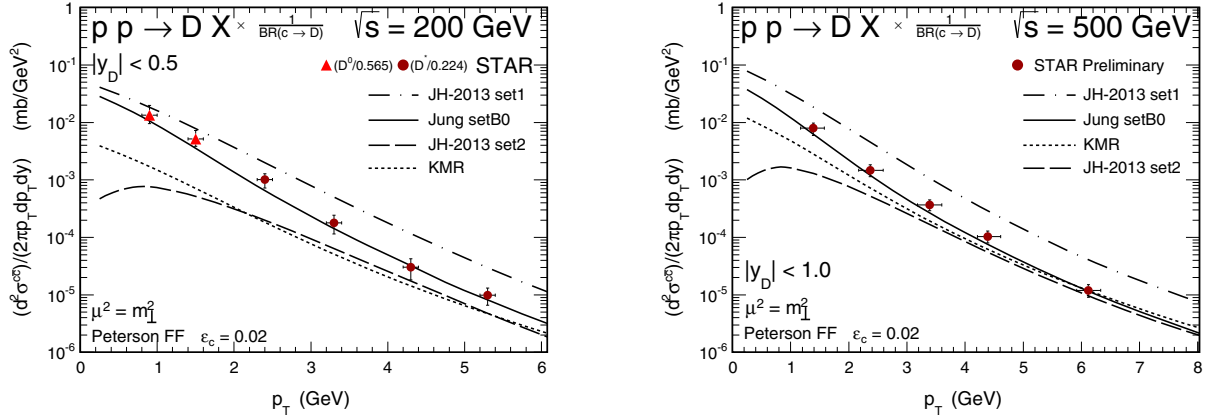 p p → D X × 1/BR(c → D) √s = 200 GeV
|y_D| < 0.5
▲(D⁰/0.565) ●(D*/0.224) STAR
JH-2013 set1
Jung setB0
JH-2013 set2
KMR
(d²σ^cc̄)/(2πp_T dp_T dy) (mb/GeV²)
10⁻¹
10⁻²
10⁻³
10⁻⁴
10⁻⁵
10⁻⁶
μ² = m²_⊥
Peterson FF ε_c = 0.02
0 1 2 3 4 5 6
p_T (GeV)
p p → D X × 1/BR(c → D) √s = 500 GeV
STAR Preliminary
JH-2013 set1
Jung setB0
KMR
JH-2013 set2
(d²σ^cc̄)/(2πp_T dp_T dy) (mb/GeV²)
10⁻¹
10⁻²
10⁻³
10⁻⁴
10⁻⁵
10⁻⁶
|y_D| < 1.0
μ² = m²_⊥
Peterson FF ε_c = 0.02
0 1 2 3 4 5 6 7 8
p_T (GeV)